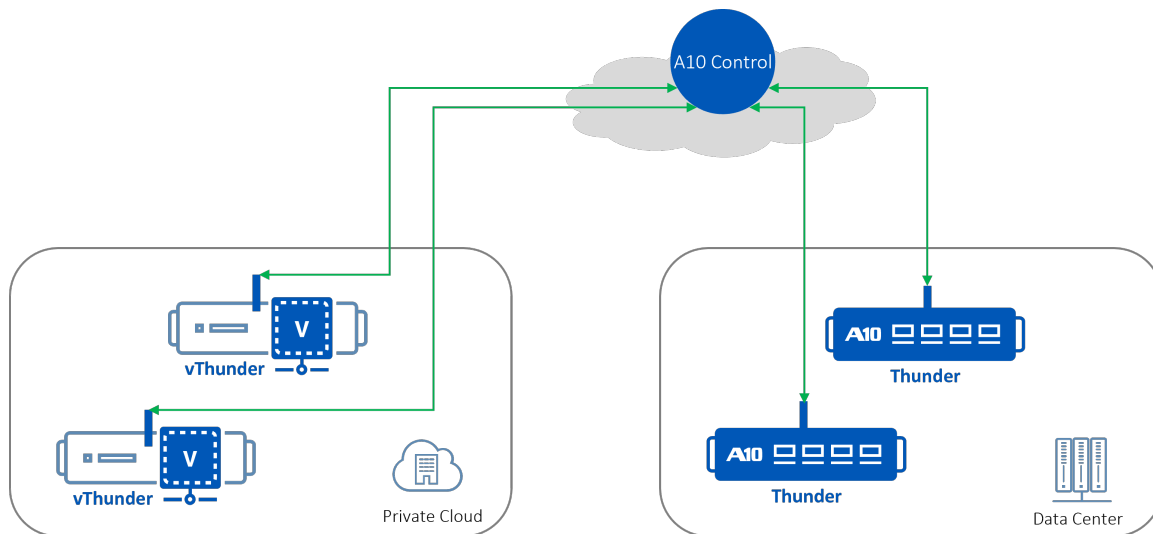 A10 Control
V
vThunder
V
vThunder
Private Cloud
A10
Thunder
A10
Thunder
Data Center